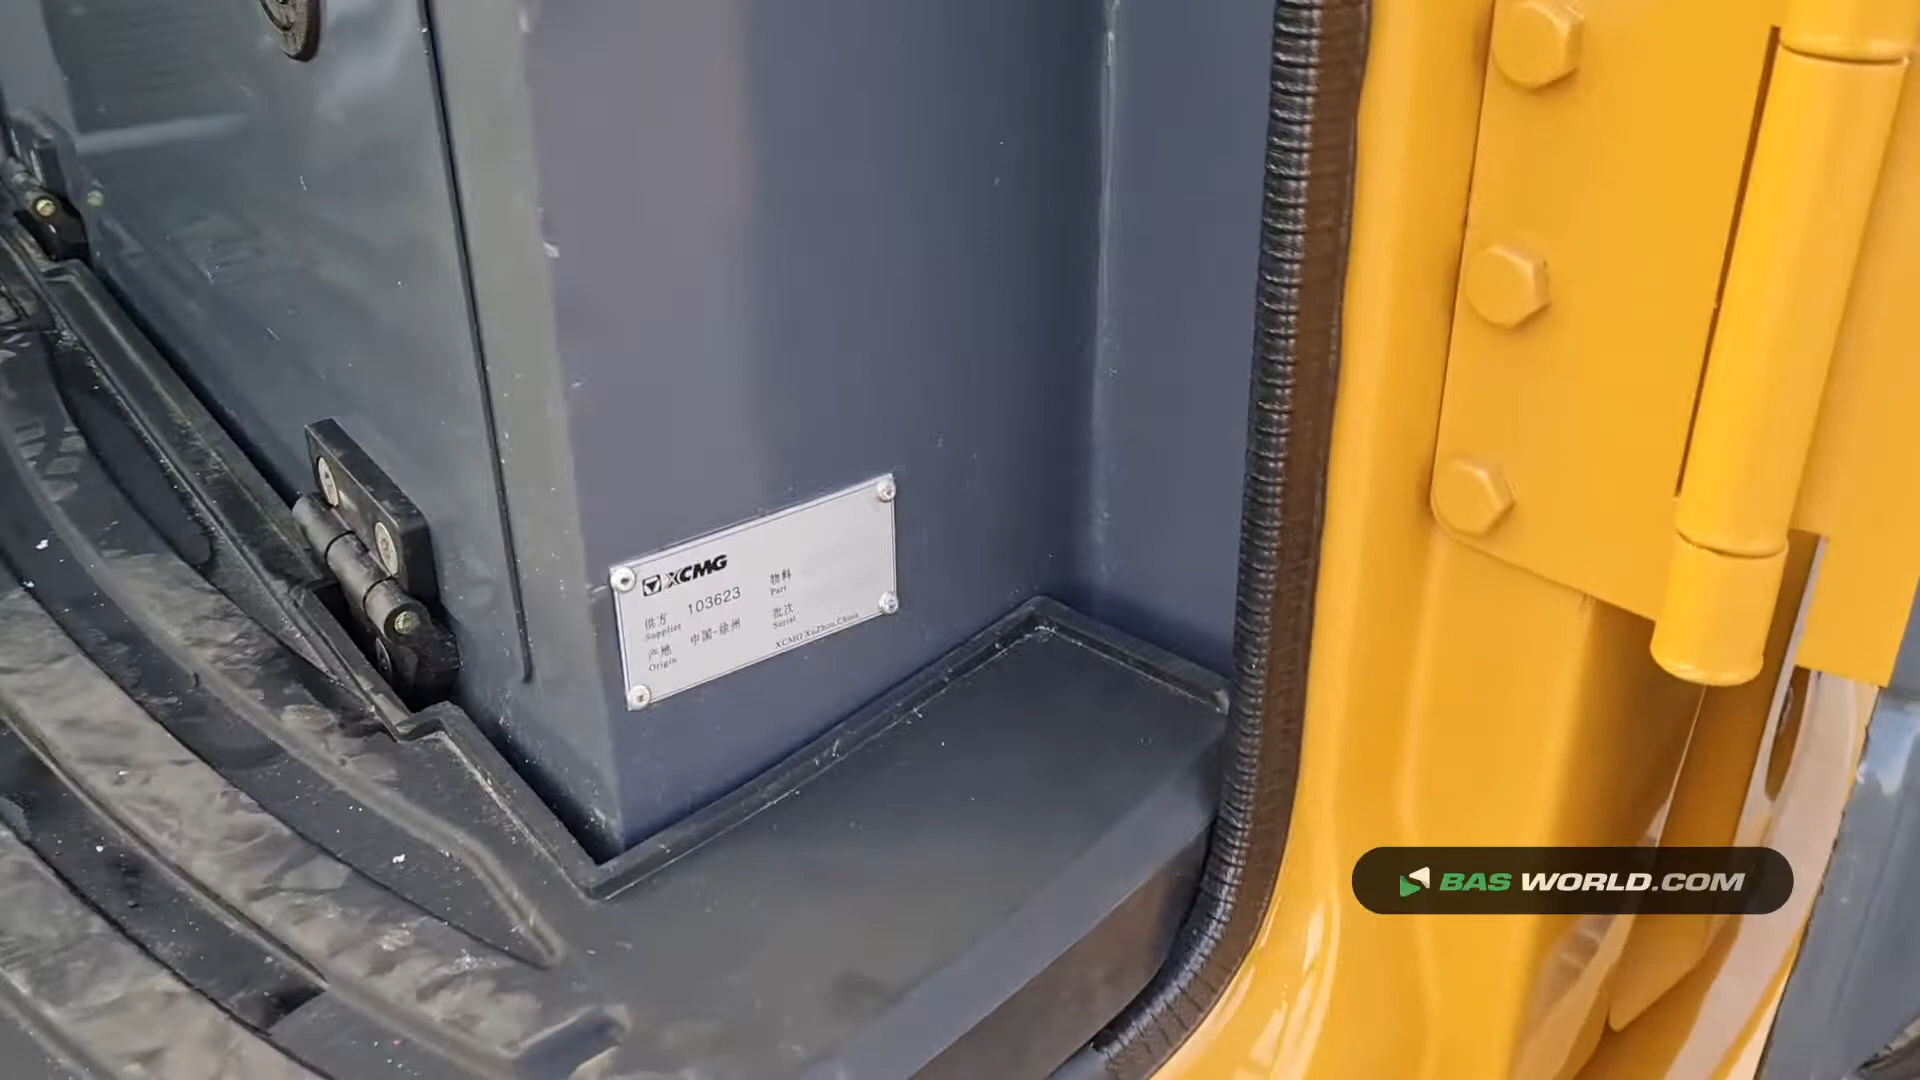 XCMG
供方 103623 物料
Supplier Part
产地 中国-徐州 批次
Origin Serial
XCMG XuZhou,China
BAS WORLD.COM